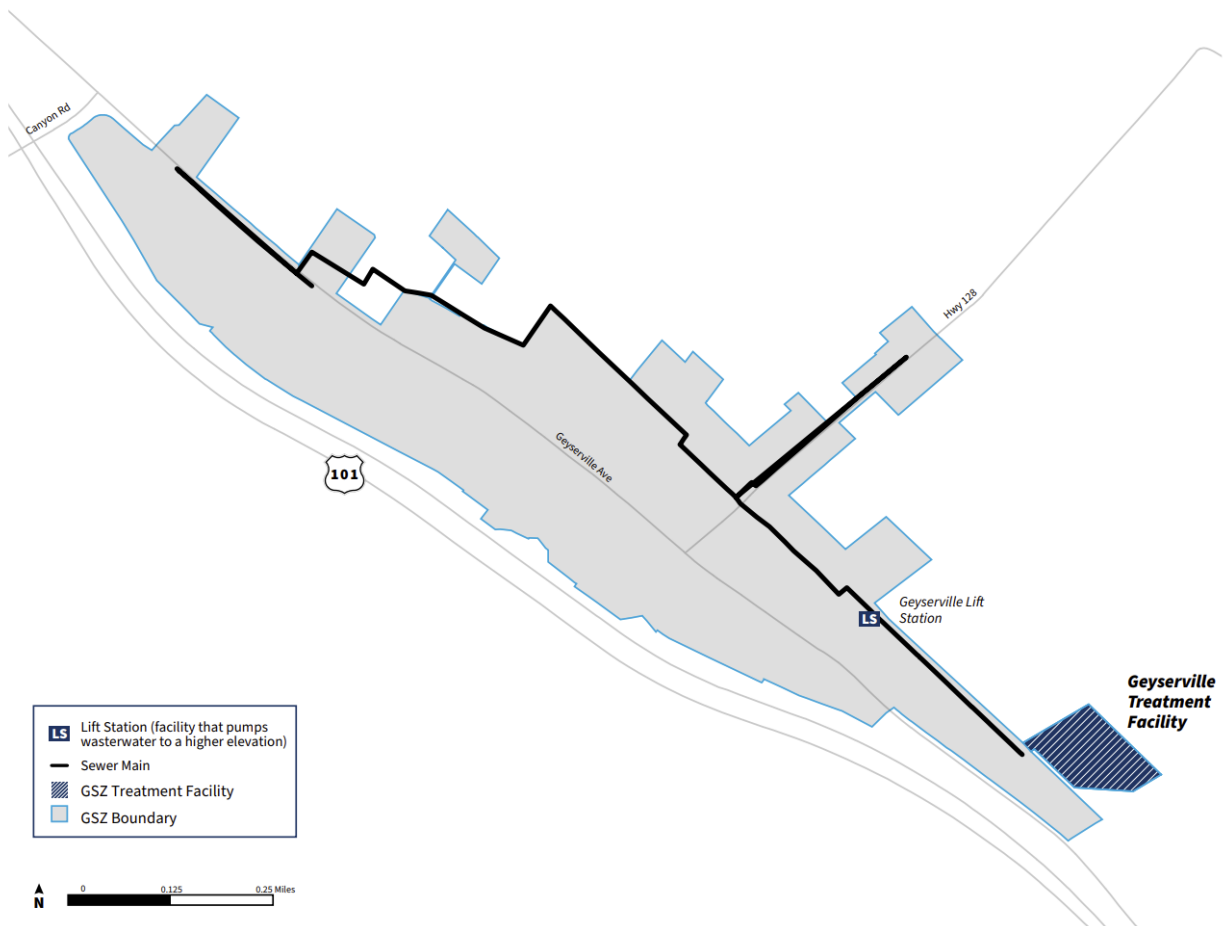 Canyon Rd
Hwy 128
Geyserville Ave
101
LS
Geyserville Lift
Station
Geyserville
Treatment
Facility
LS
Lift Station (facility that pumps
wasterwater to a higher elevation)
Sewer Main
GSZ Treatment Facility
GSZ Boundary
0
0.125
0.25 Miles
N